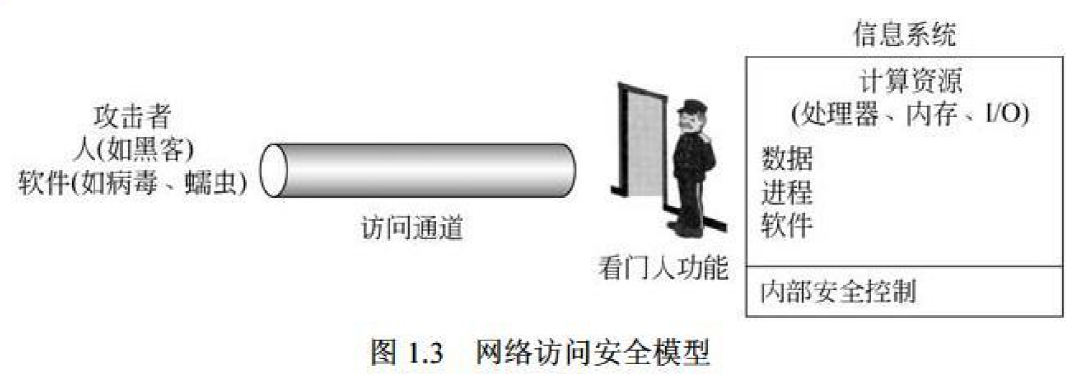 信息系统
计算资源
(处理器、内存、I/O)
数据
进程
软件
内部安全控制
攻击者
人(如黑客)
软件(如病毒、蠕虫)
访问通道
看门人功能
图 1.3 网络访问安全模型